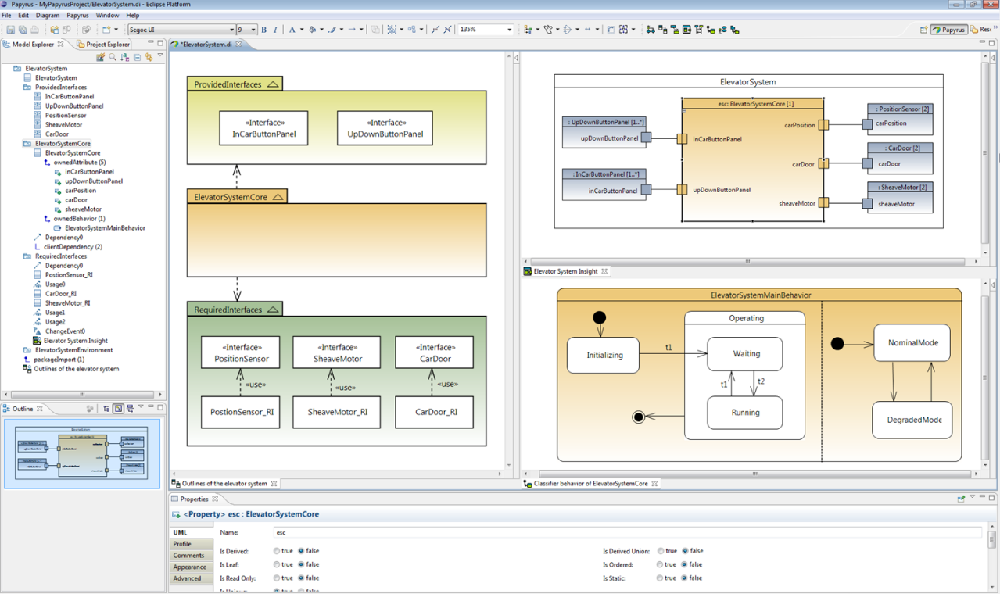 Papyrus - MyPapyrusProject/ElevatorSystem.di - Eclipse Platform
File Edit Diagram Papyrus Window Help
Segoe UI 9 B I A 135% Papyrus Resc
Model Explorer Project Explorer
ElevatorSystem
ElevatorSystem
ProvidedInterfaces
InCarButtonPanel
UpDownButtonPanel
PositionSensor
SheaveMotor
CarDoor
ElevatorSystemCore
ElevatorSystemCore
ownedAttribute (5)
inCarButtonPanel
upDownButtonPanel
carPosition
carDoor
sheaveMotor
ownedBehavior (1)
ElevatorSystemMainBehavior
Dependency0
clientDependency (2)
RequiredInterfaces
Dependency0
PostionSensor_RI
Usage0
CarDoor_RI
SheaveMotor_RI
Usage1
Usage2
ChangeEvent0
Elevator System Insight
ElevatorSystemEnvironment
packageImport (1)
Outlines of the elevator system
Outline
*ElevatorSystem.di
ProvidedInterfaces
«Interface» «Interface»
InCarButtonPanel UpDownButtonPanel
ElevatorSystemCore
RequiredInterfaces
«Interface» «Interface» «Interface»
PositionSensor SheaveMotor CarDoor
«use» «use» «use»
PostionSensor_RI SheaveMotor_RI CarDoor_RI
Outlines of the elevator system
ElevatorSystem
esc: ElevatorSystemCore [1]
: UpDownButtonPanel [1..*]
upDownButtonPanel
inCarButtonPanel
: InCarButtonPanel [1..*]
inCarButtonPanel
upDownButtonPanel
carPosition
carDoor
sheaveMotor
: PositionSensor [2]
carPosition
: CarDoor [2]
carDoor
: SheaveMotor [2]
sheaveMotor
Elevator System Insight
ElevatorSystemMainBehavior
Initializing
t1
Operating
Waiting
t1 t2
Running
NominalMode
DegradedMode
Classifier behavior of ElevatorSystemCore
Properties
<Property> esc : ElevatorSystemCore
UML
Profile
Comments
Appearance
Advanced
Name: esc
Is Derived: true false Is Derived Union: true false
Is Leaf: true false Is Ordered: true false
Is Read Only: true false Is Static: true false
Is Unique: true false